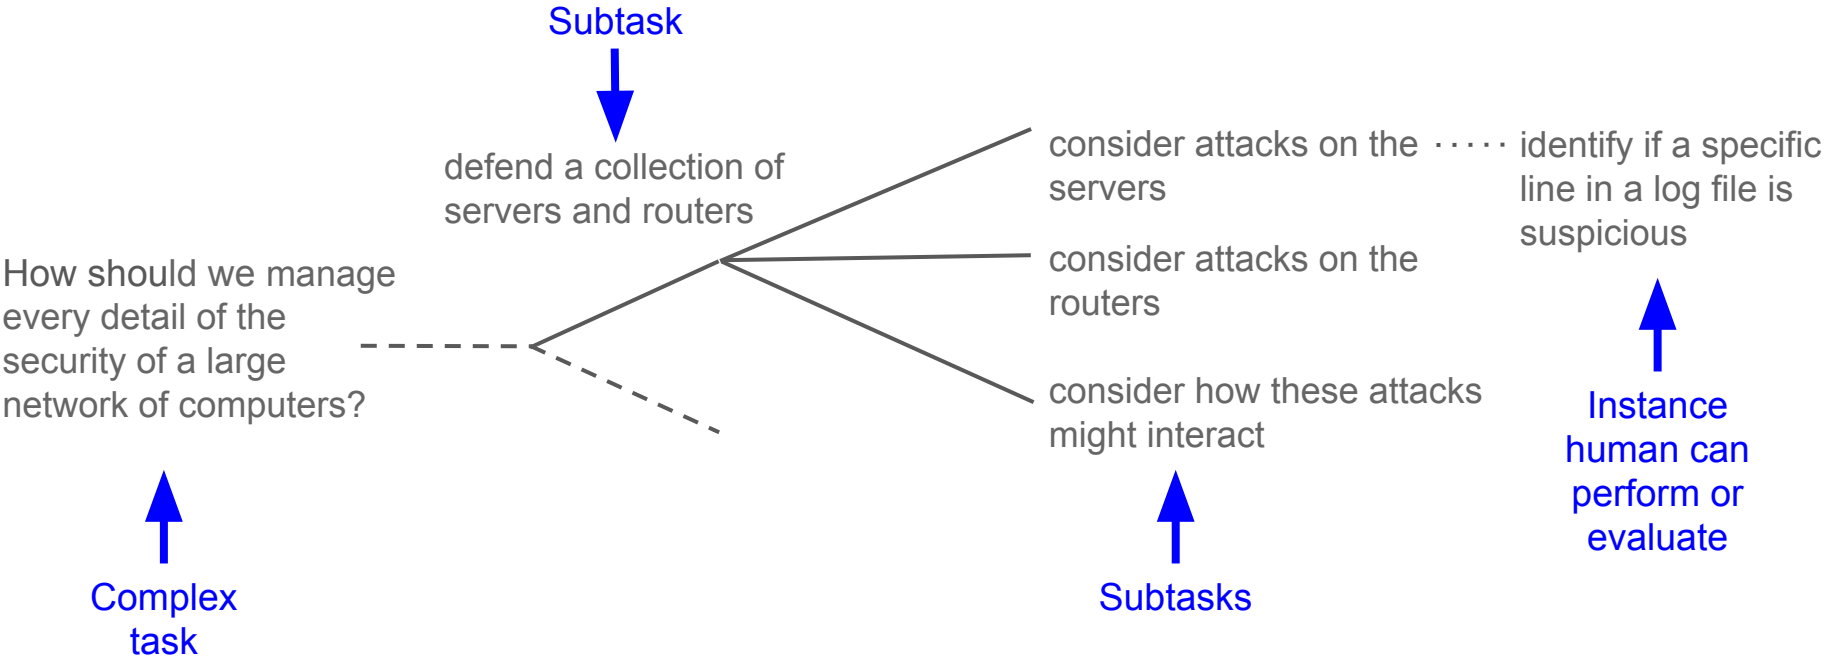 Subtask
defend a collection of
servers and routers
How should we manage
every detail of the
security of a large
network of computers?
Complex
task
consider attacks on the
servers
consider attacks on the
routers
consider how these attacks
might interact
Subtasks
identify if a specific
line in a log file is
suspicious
Instance
human can
perform or
evaluate